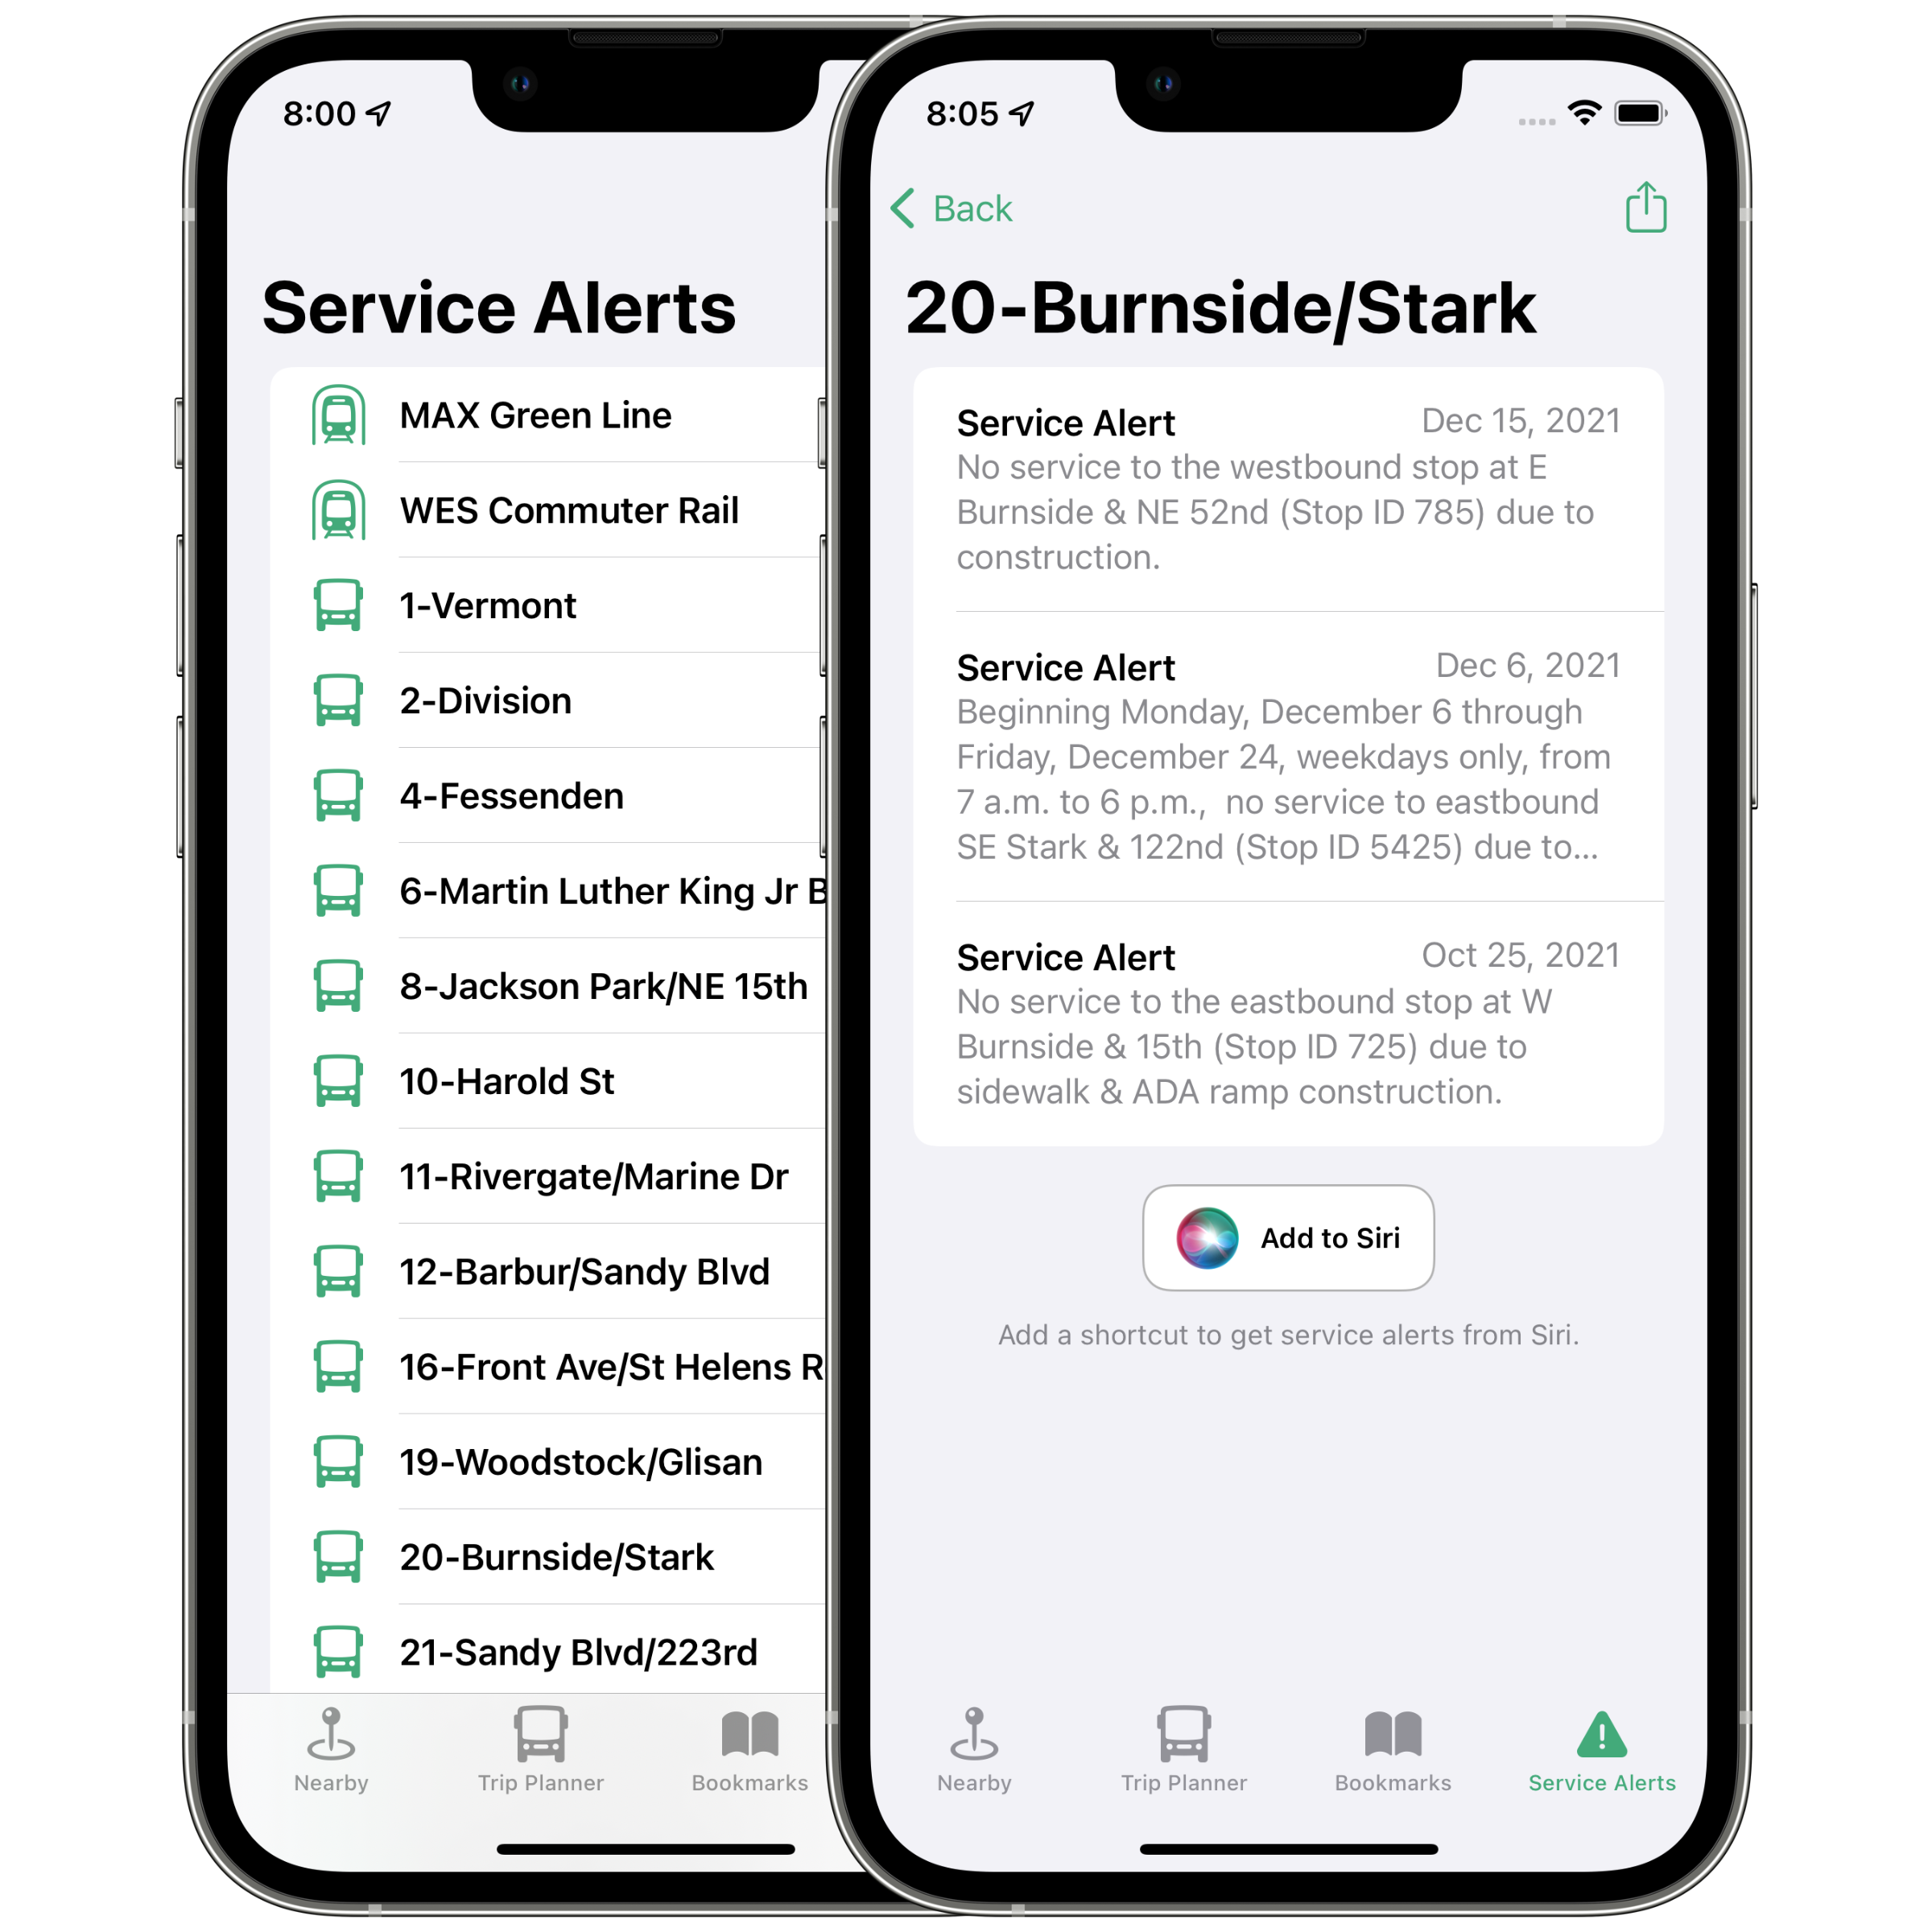 8:00
Service Alerts
MAX Green Line
WES Commuter Rail
1-Vermont
2-Division
4-Fessenden
6-Martin Luther King Jr B
8-Jackson Park/NE 15th
10-Harold St
11-Rivergate/Marine Dr
12-Barbur/Sandy Blvd
16-Front Ave/St Helens R
19-Woodstock/Glisan
20-Burnside/Stark
21-Sandy Blvd/223rd
Nearby
Trip Planner
Bookmarks
8:05
Back
20-Burnside/Stark
Service Alert
Dec 15, 2021
No service to the westbound stop at E
Burnside & NE 52nd (Stop ID 785) due to
construction.
Service Alert
Dec 6, 2021
Beginning Monday, December 6 through
Friday, December 24, weekdays only, from
7 a.m. to 6 p.m.,  no service to eastbound
SE Stark & 122nd (Stop ID 5425) due to...
Service Alert
Oct 25, 2021
No service to the eastbound stop at W
Burnside & 15th (Stop ID 725) due to
sidewalk & ADA ramp construction.
Add to Siri
Add a shortcut to get service alerts from Siri.
Nearby
Trip Planner
Bookmarks
Service Alerts